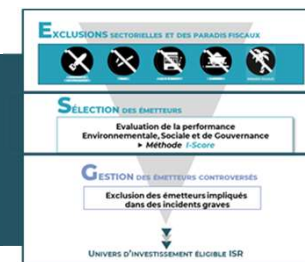 EXCLUSIONS SECTORIELLES ET DES PARADIS FISCAUX
SÉLECTION DES ÉMETTEURS
Evaluation de la performance
Environnementale, Sociale et de Gouvernance
▶ Méthode I-Score
GESTION DES ÉMETTEURS CONTROVERSÉS
Exclusion des émetteurs impliqués
dans des incidents graves
UNIVERS D'INVESTISSEMENT ÉLIGIBLE ISR